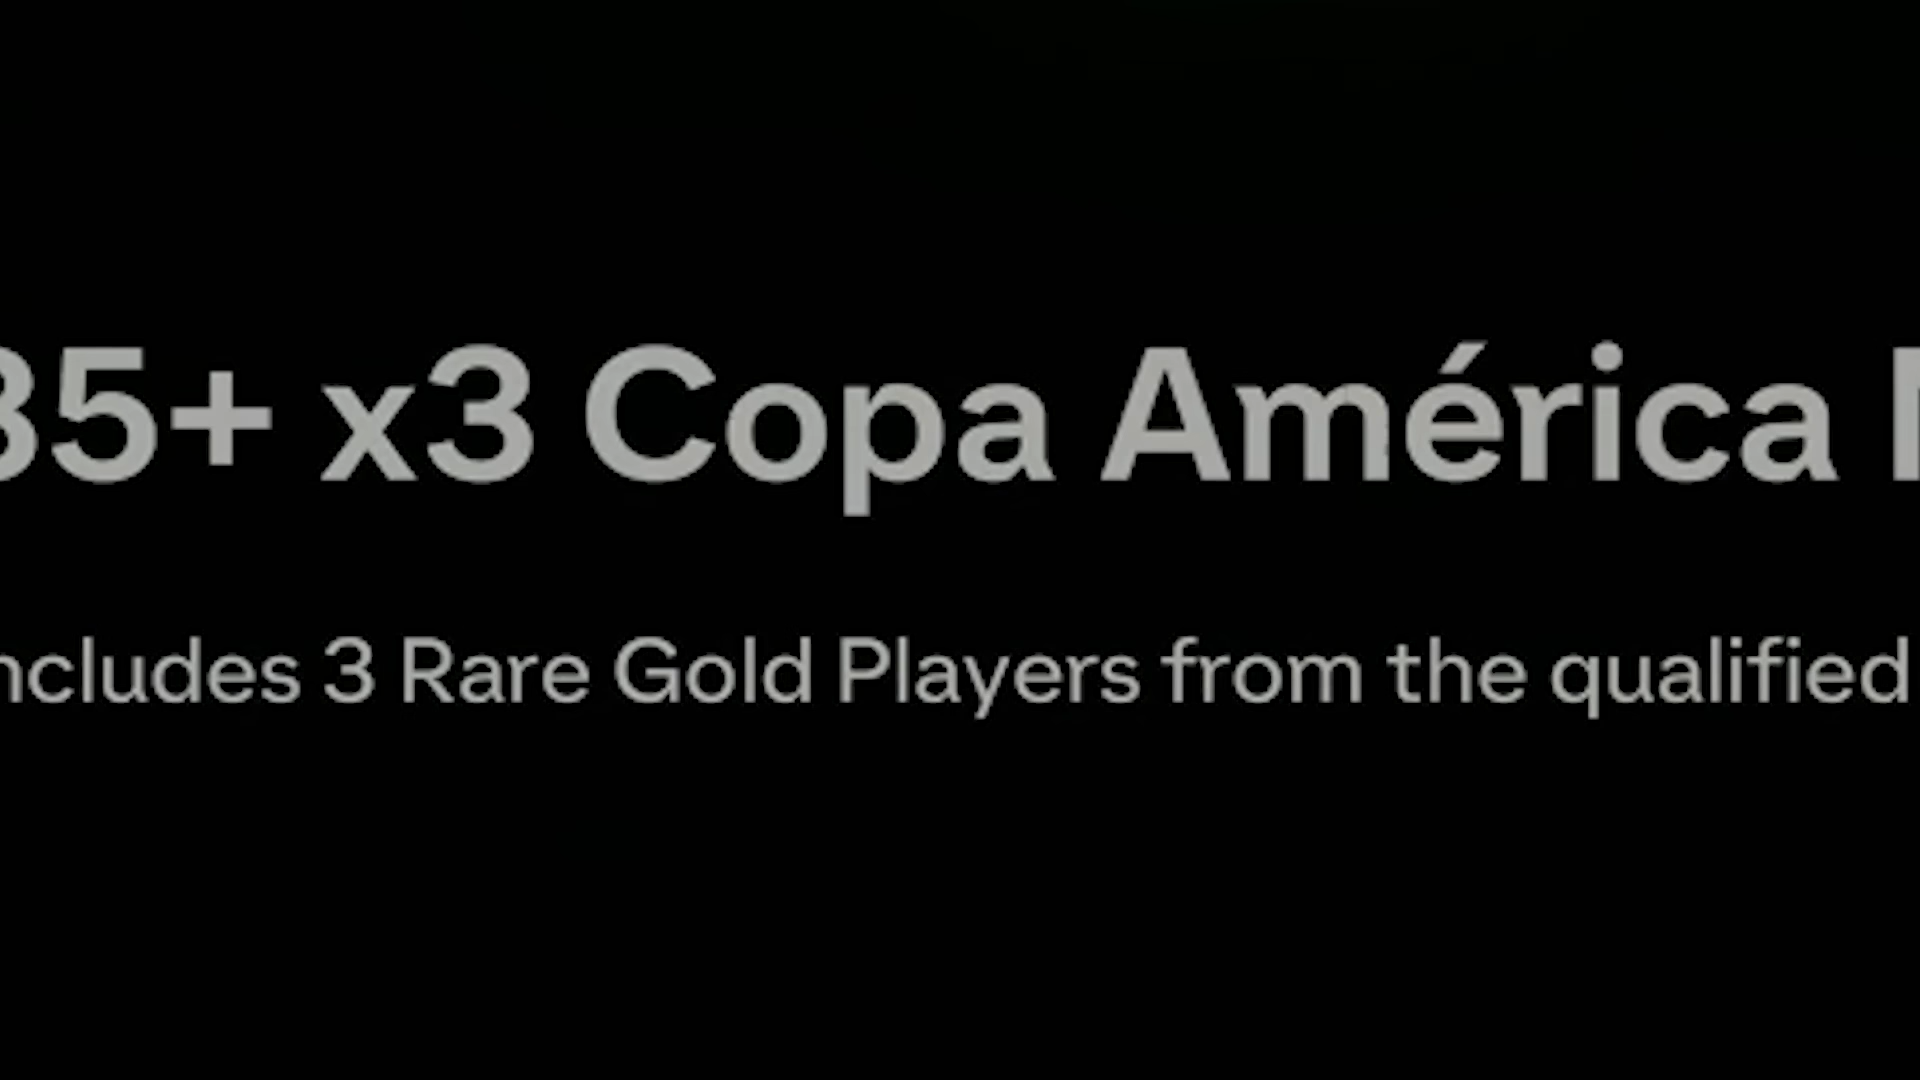 85+ x3 Copa América
ncludes 3 Rare Gold Players from the qualified